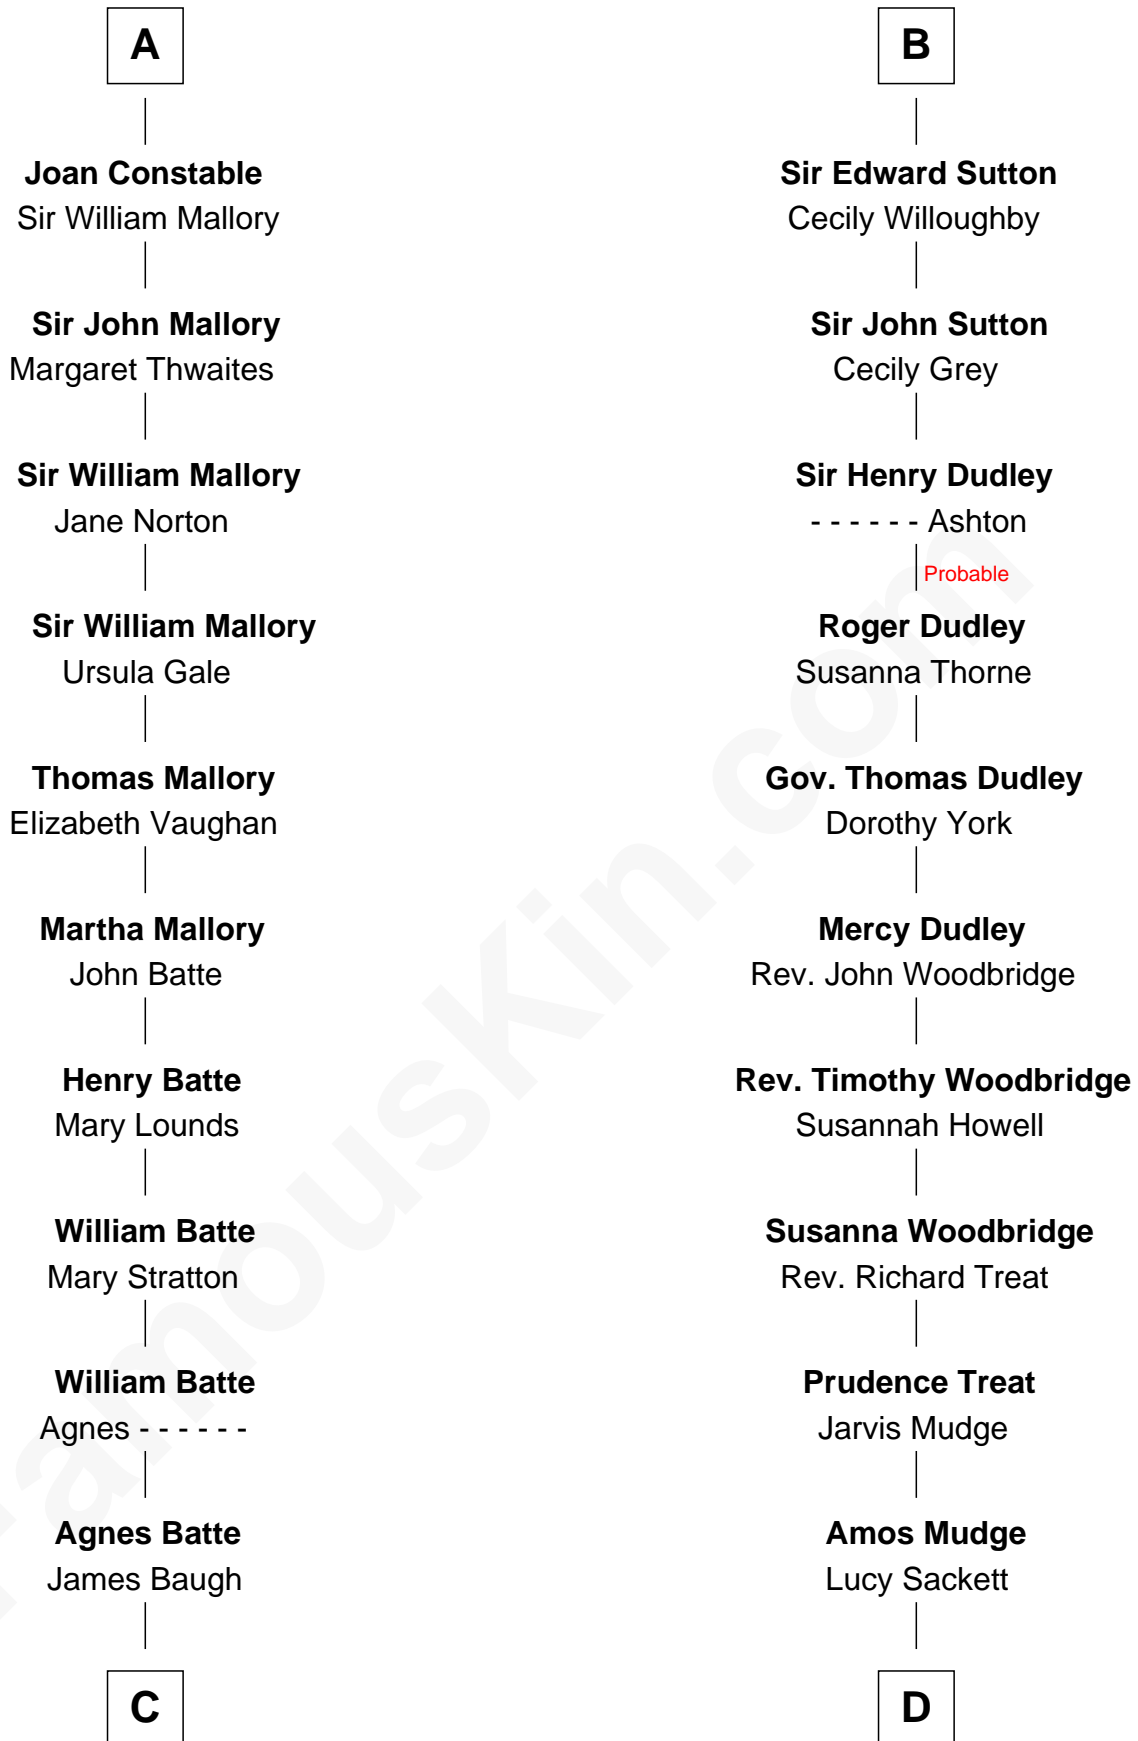 A
Joan Constable
Sir William Mallory
Sir John Mallory
Margaret Thwaites
Sir William Mallory
Jane Norton
Sir William Mallory
Ursula Gale
Thomas Mallory
Elizabeth Vaughan
Martha Mallory
John Batte
Henry Batte
Mary Lounds
William Batte
Mary Stratton
William Batte
Agnes - - - - - -
Agnes Batte
James Baugh
C
B
Sir Edward Sutton
Cecily Willoughby
Sir John Sutton
Cecily Grey
Sir Henry Dudley
- - - - - - Ashton
Probable
Roger Dudley
Susanna Thorne
Gov. Thomas Dudley
Dorothy York
Mercy Dudley
Rev. John Woodbridge
Rev. Timothy Woodbridge
Susannah Howell
Susanna Woodbridge
Rev. Richard Treat
Prudence Treat
Jarvis Mudge
Amos Mudge
Lucy Sackett
D
FamousKin.com